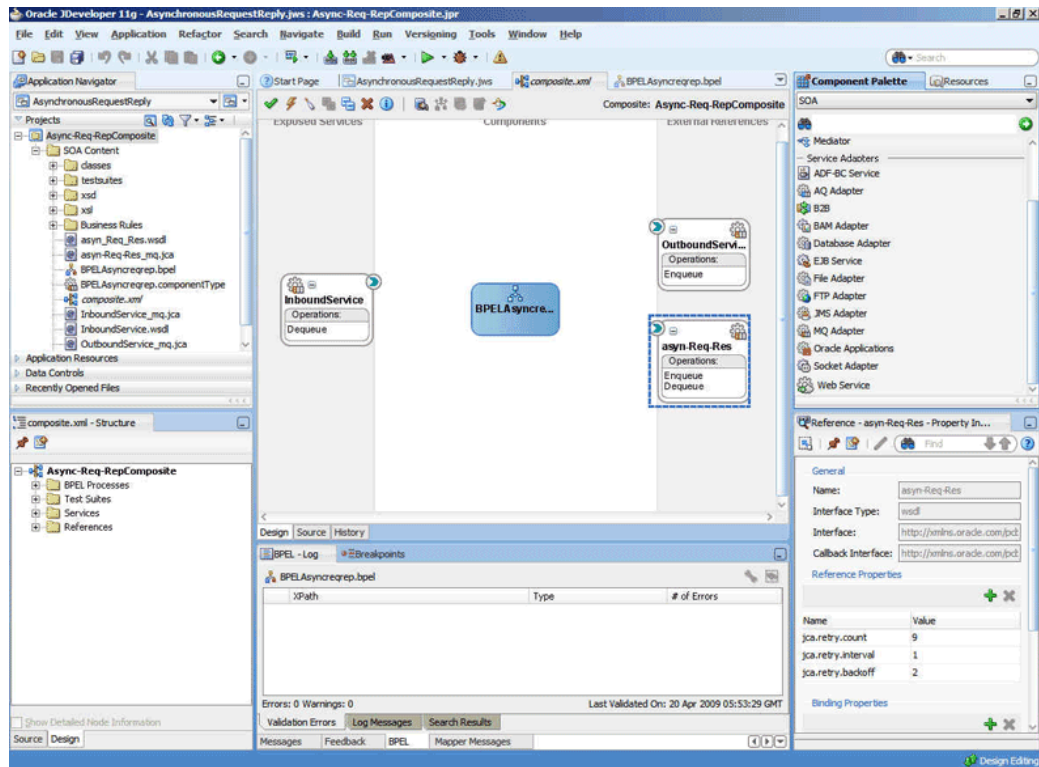 Oracle JDeveloper 11g - AsynchronousRequestReply.jws : Async-Req-RepComposite.jpr
File Edit View Application Refactor Search Navigate Build Run Versioning Tools Window Help
Search
Application Navigator
AsynchronousRequestReply
Projects
Async-Req-RepComposite
SOA Content
classes
testsuites
xsd
xsl
Business Rules
asyn_Req_Res.wsdl
asyn-Req-Res_mq.jca
BPELAsyncreqrep.bpel
BPELAsyncreqrep.componentType
composite.xml
InboundService_mq.jca
InboundService.wsdl
OutboundService_mq.jca
Application Resources
Data Controls
Recently Opened Files
composite.xml - Structure
Async-Req-RepComposite
BPEL Processes
Test Suites
Services
References
Show Detailed Node Information
Source Design
Start Page AsynchronousRequestReply.jws composite.xml BPELAsyncreqrep.bpel
Composite: Async-Req-RepComposite
Exposed Services Components External References
InboundService
Operations:
Dequeue
BPELAsyncre...
OutboundServi...
Operations:
Enqueue
asyn-Req-Res
Operations:
Enqueue
Dequeue
Design Source History
BPEL - Log Breakpoints
BPELAsyncreqrep.bpel
XPath Type # of Errors
Errors: 0 Warnings: 0 Last Validated On: 20 Apr 2009 05:53:29 GMT
Validation Errors Log Messages Search Results
Messages Feedback BPEL Mapper Messages
Component Palette Resources
SOA
Mediator
Service Adapters
ADF-BC Service
AQ Adapter
B2B
BAM Adapter
Database Adapter
EJB Service
File Adapter
FTP Adapter
JMS Adapter
MQ Adapter
Oracle Applications
Socket Adapter
Web Service
Reference - asyn-Req-Res - Property In...
Find
General
Name: asyn-Req-Res
Interface Type: wsdl
Interface: http://xmlns.oracle.com/pcb
Callback Interface: http://xmlns.oracle.com/pcb
Reference Properties
Name Value
jca.retry.count 9
jca.retry.interval 1
jca.retry.backoff 2
Binding Properties
Design Editing